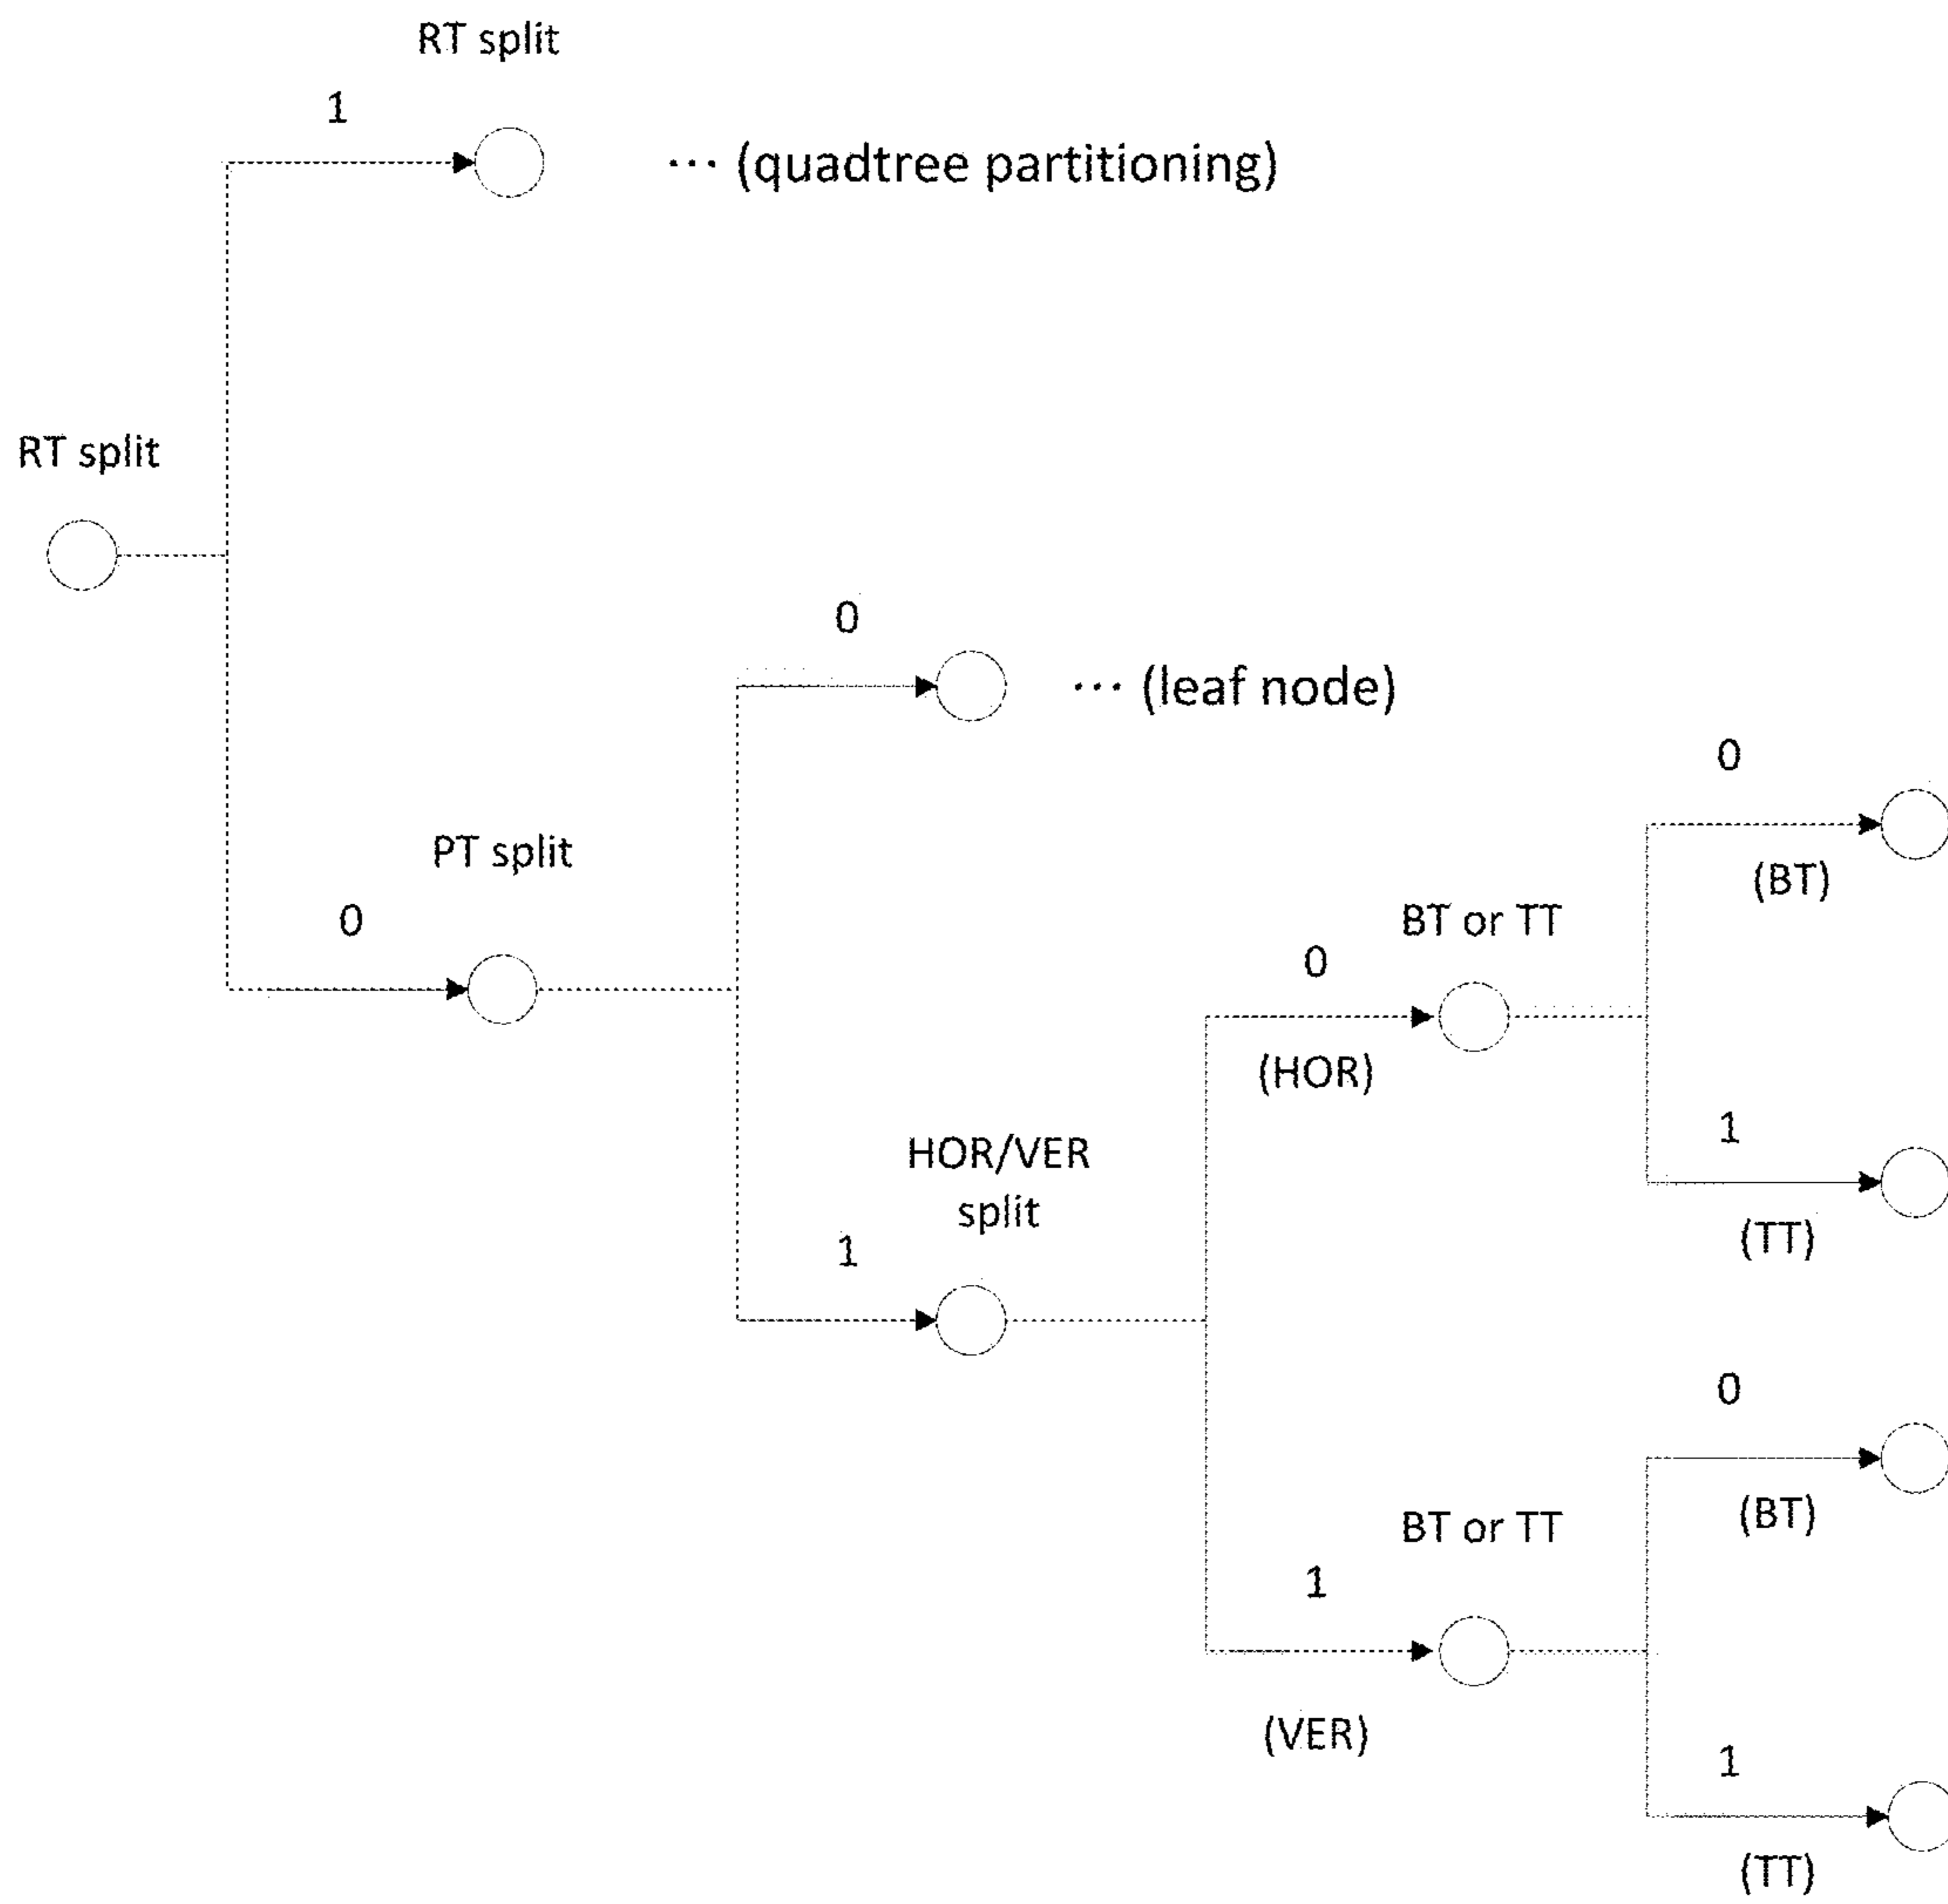 RT split
1
··· (quadtree partitioning)
RT split
0
··· (leaf node)
0
(BT)
PT split
0
BT or TT
0
(HOR)
1
(TT)
HOR/VER
split
1
0
(BT)
BT or TT
1
(VER)
1
(TT)